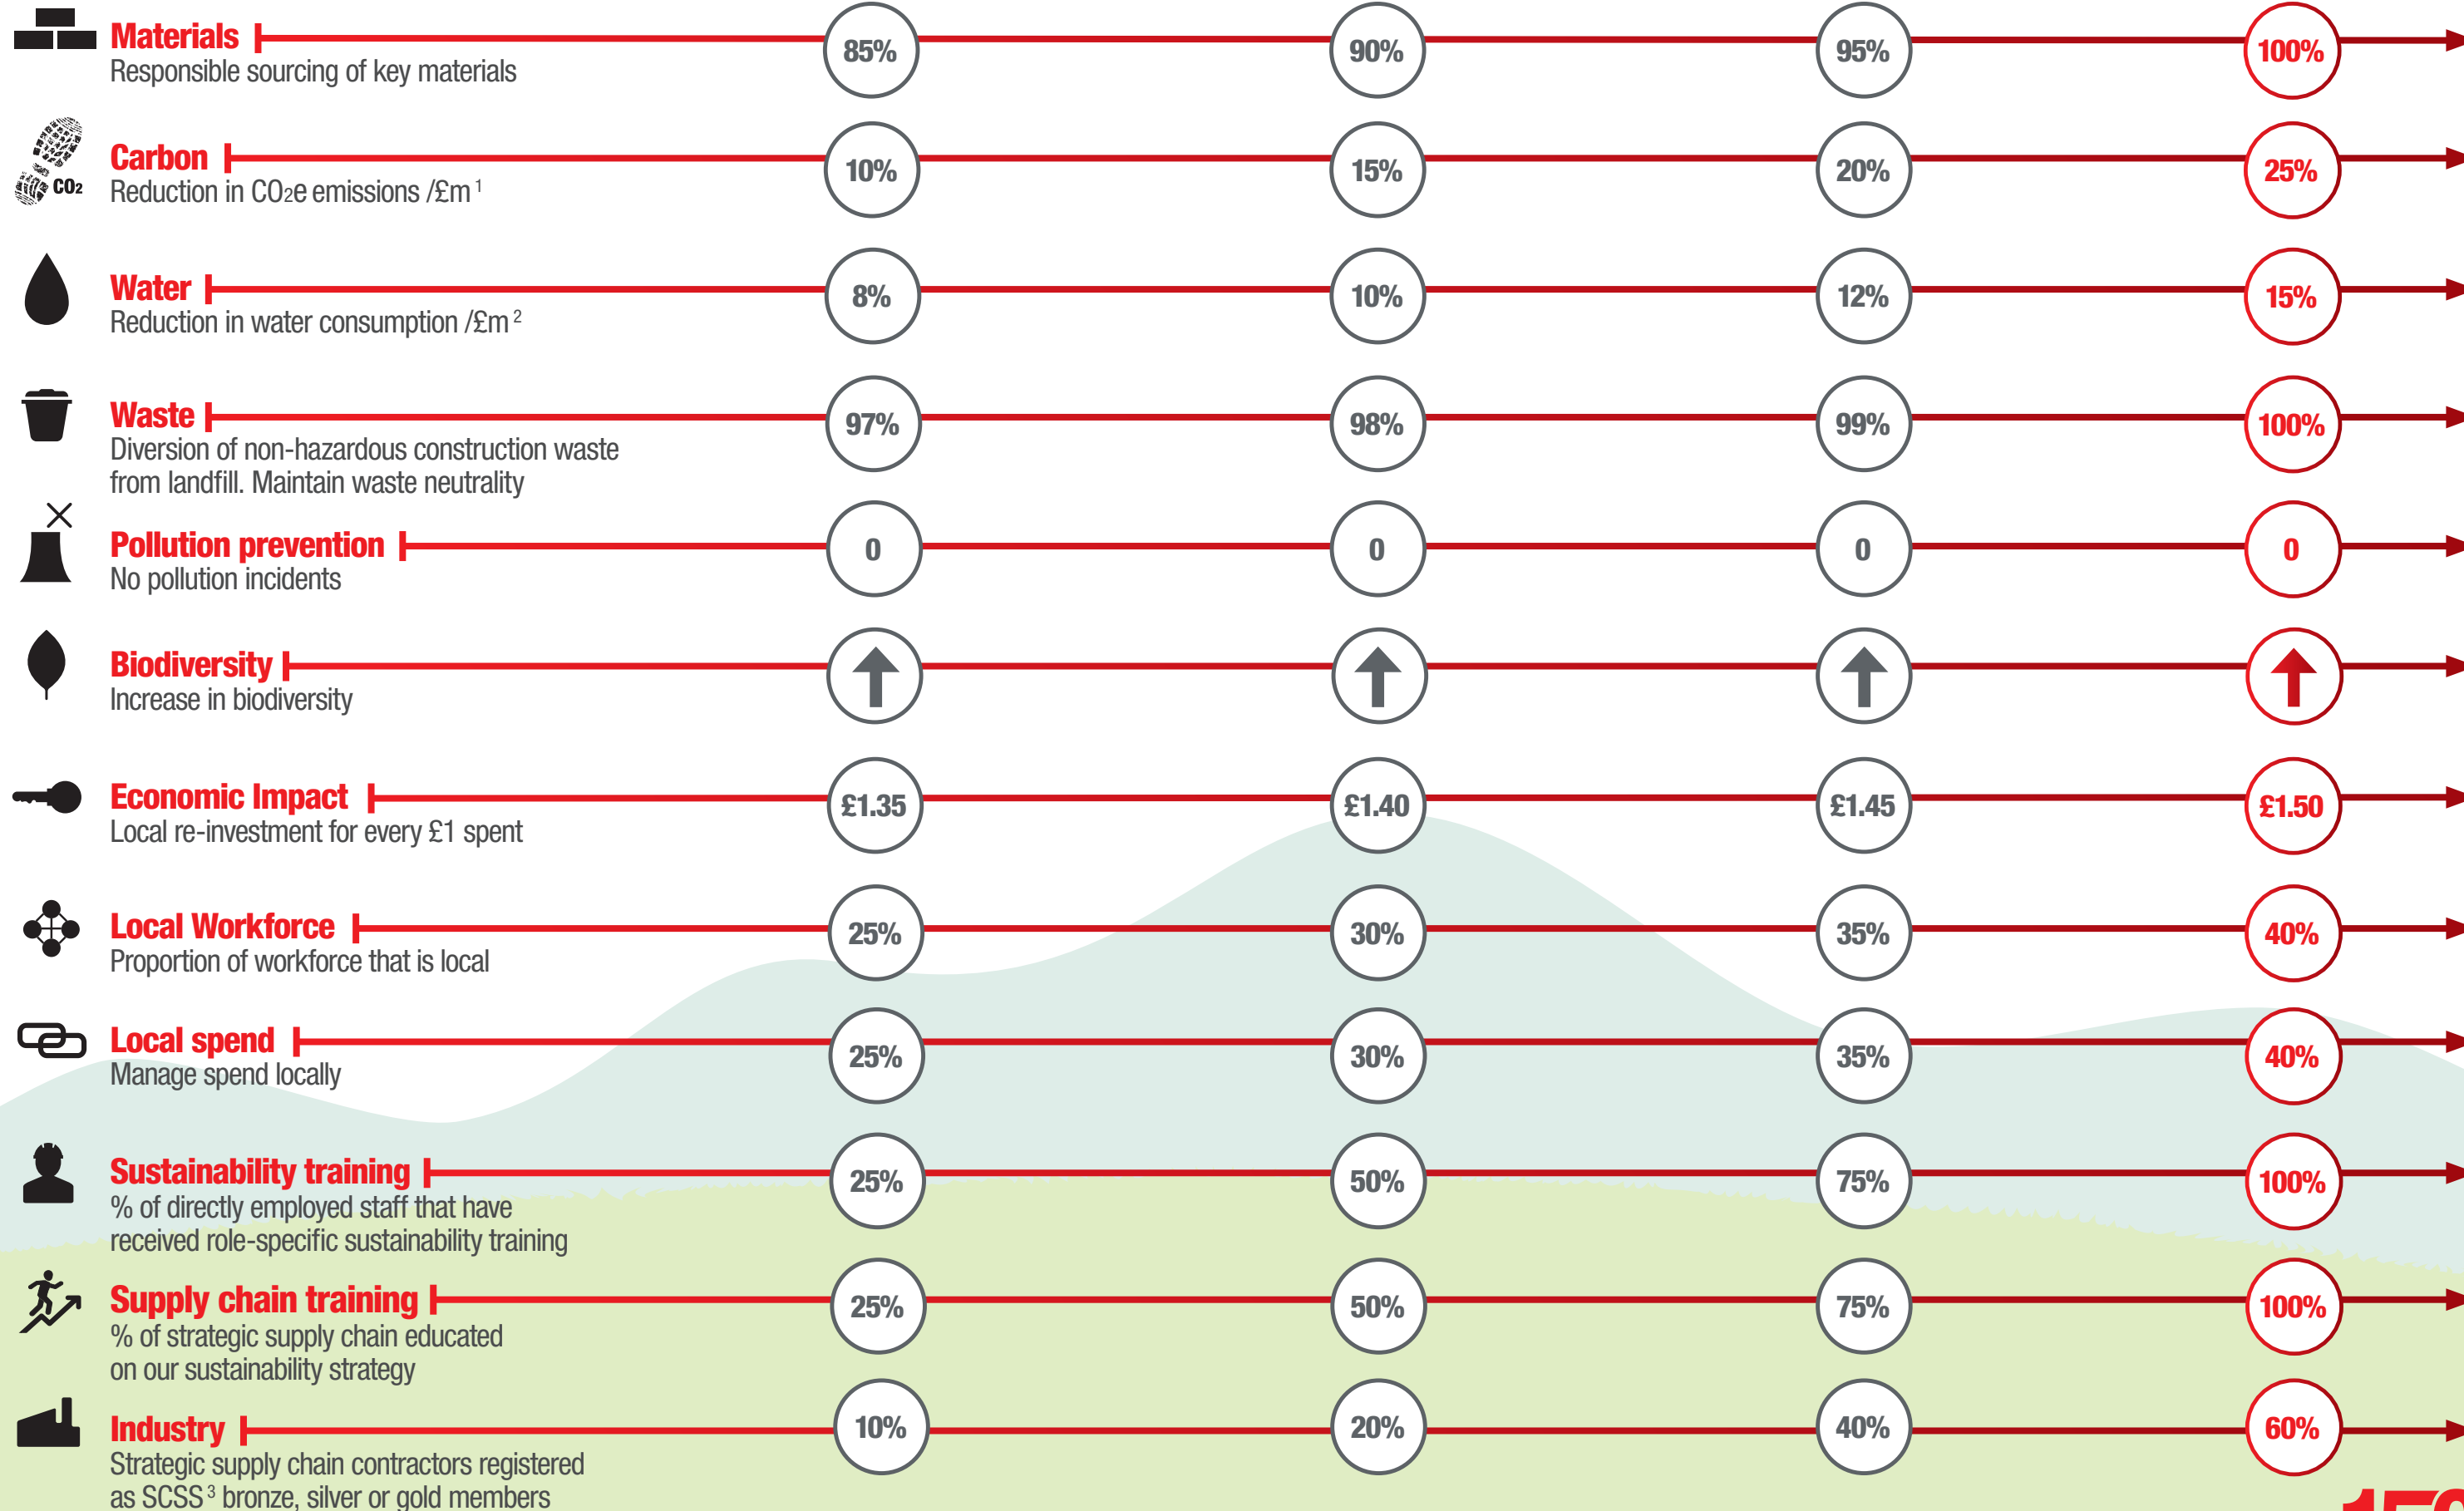 Materials 85% 90% 95% 100%
Responsible sourcing of key materials
Carbon 10% 15% 20% 25%
CO2 Reduction in CO2e emissions /£m 1
Water 8% 10% 12% 15%
Reduction in water consumption /£m 2
Waste 97% 98% 99% 100%
Diversion of non-hazardous construction waste
from landfill. Maintain waste neutrality
Pollution prevention 0 0 0 0
No pollution incidents
Biodiversity
Increase in biodiversity
Economic Impact £1.35 £1.40 £1.45 £1.50
Local re-investment for every £1 spent
Local Workforce 25% 30% 35% 40%
Proportion of workforce that is local
Local spend 25% 30% 35% 40%
Manage spend locally
Sustainability training 25% 50% 75% 100%
% of directly employed staff that have
received role-specific sustainability training
Supply chain training 25% 50% 75% 100%
% of strategic supply chain educated
on our sustainability strategy
Industry 10% 20% 40% 60%
Strategic supply chain contractors registered
as SCSS 3 bronze, silver or gold members